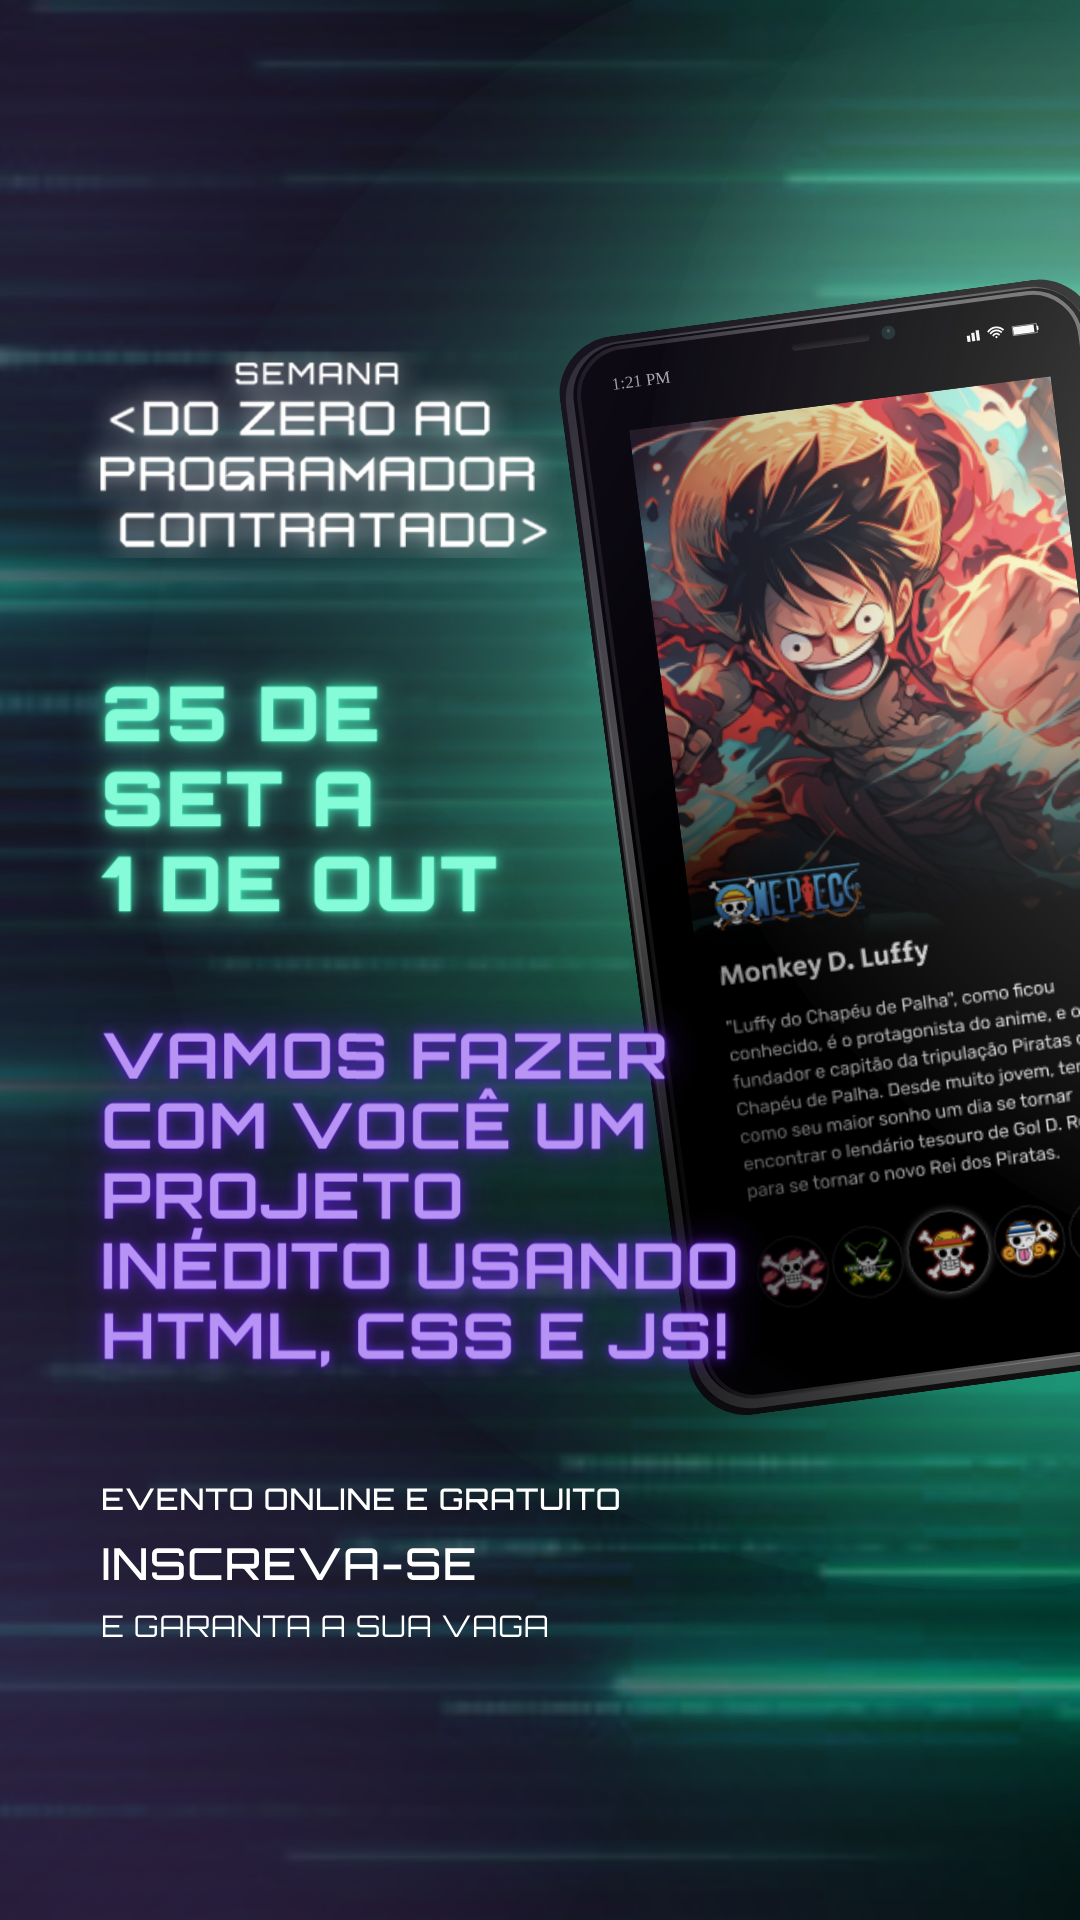 SEMANA
<DO ZERO AO
PROGRAMADOR
CONTRATADO>
25 DE
SET A
1 DE OUT
VAMOS FAZER
COM VOCÊ UM
PROJETO
INÉDITO USANDO
HTML, CSS E JS!
EVENTO ONLINE E GRATUITO
INSCREVA-SE
E GARANTA A SUA VAGA
1:21 PM
ONE PIECE
Monkey D. Luffy
"Luffy do Chapéu de Palha", como ficou
conhecido, é o protagonista do anime, e o
fundador e capitão da tripulação Piratas
Chapéu de Palha. Desde muito jovem,
como seu maior sonho um dia se tornar
encontrar o lendário tesouro de Gol D.
para se tornar o novo Rei dos Piratas.